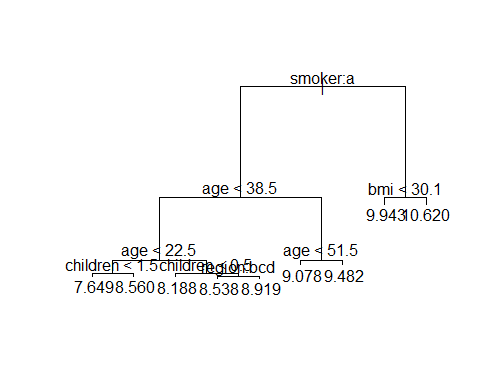 smoker:a
age < 38.5
bmi < 30.1
9.943 10.620
age < 22.5
age < 51.5
children < 1.5
children < 0.5
region:bcd
9.078 9.482
7.649 8.560
8.188
8.538 8.919